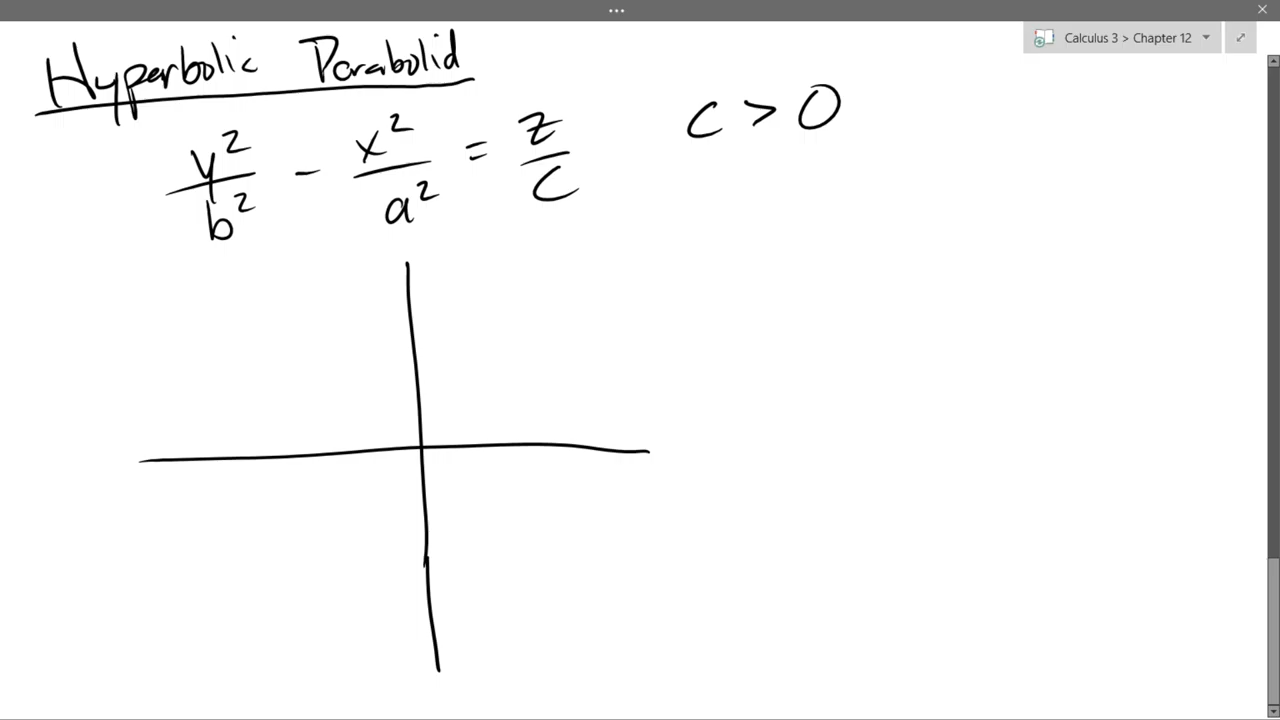 ...
Calculus 3 > Chapter 12
Hyperbolic Parabolid
y²/b² - x²/a² = z/c   c > 0